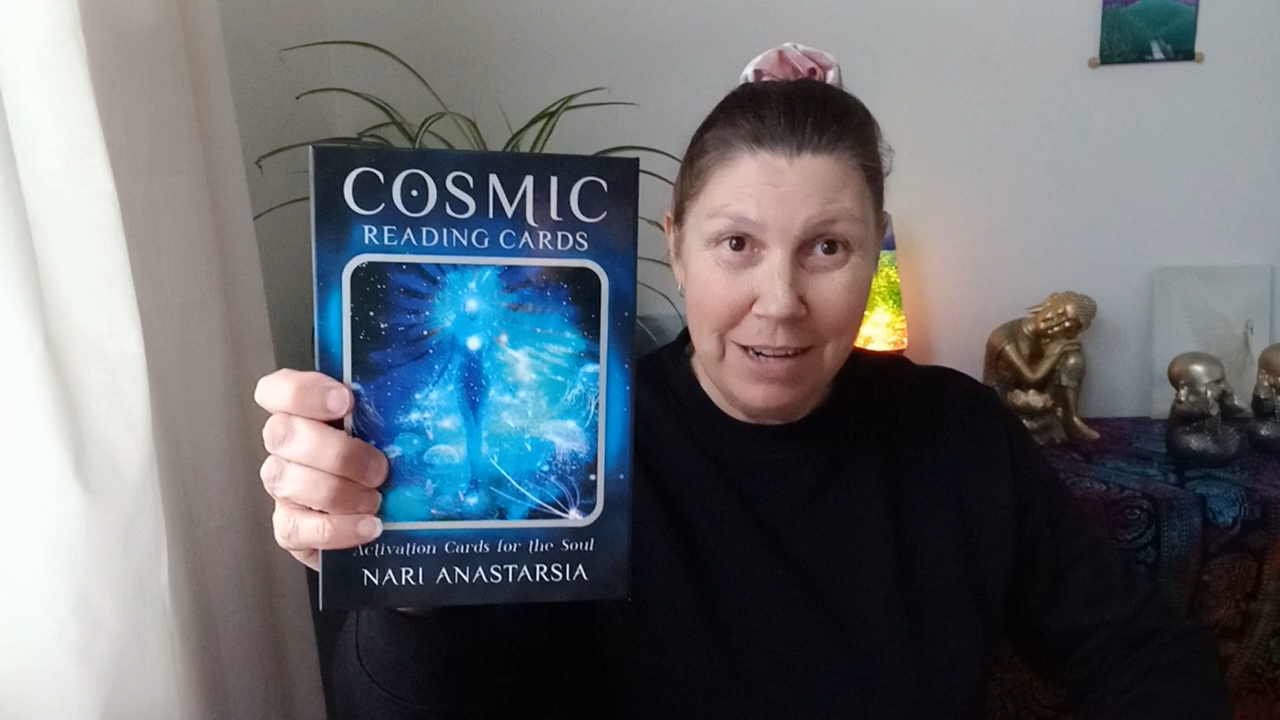 COSMIC
READING CARDS
Activation Cards for the Soul
NARI ANASTARSIA